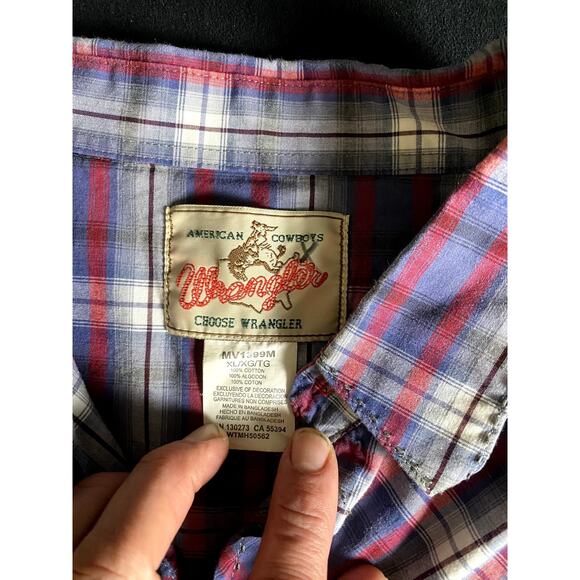 AMERICAN COWBOYS
Wrangler
CHOOSE WRANGLER
MV1399M
XL/XG/TG
100% COTTON
100% ALGODON
100% COTON
EXCLUSIVE OF DECORATION
EXCLUYENDO LA DECORACION
GARNITURES NON COMPRISES
MADE IN BANGLADESH
HECHO EN BANGLADESH
FABRIQUE AU BANGLADESH
N 130273 CA 55394
WTMH50562